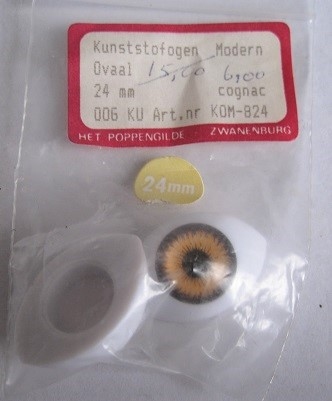 Kunststofogen Modern
Ovaal 15,00 6,00
24 mm cognac
006 KU Art.nr KOM-824
HET POPPENGILDE - ZWANENBURG
24mm